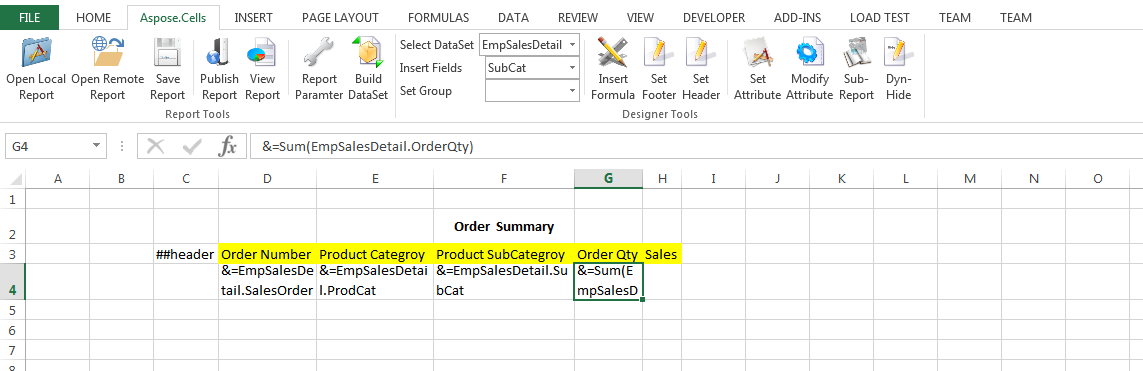 FILE HOME Aspose.Cells INSERT PAGE LAYOUT FORMULAS DATA REVIEW VIEW DEVELOPER ADD-INS LOAD TEST TEAM TEAM
Open Local Report
Open Remote Report
Save Report
Publish Report
View Report
Report Paramter
Build DataSet
Report Tools
Select DataSet EmpSalesDetail
Insert Fields SubCat
Set Group
Insert Formula
Set Footer
Set Header
Set Attribute
Modify Attribute
Sub-Report
Dyn-Hide
Designer Tools
G4 fx &=Sum(EmpSalesDetail.OrderQty)
A B C D E F G H I J K L M N O
1
2 Order Summary
3 ##header Order Number Product Categroy Product SubCategroy Order Qty Sales
4 &=EmpSalesDetail.SalesOrder &=EmpSalesDetail.ProdCat &=EmpSalesDetail.SubCat &=Sum(EmpSalesD
5
6
7
8